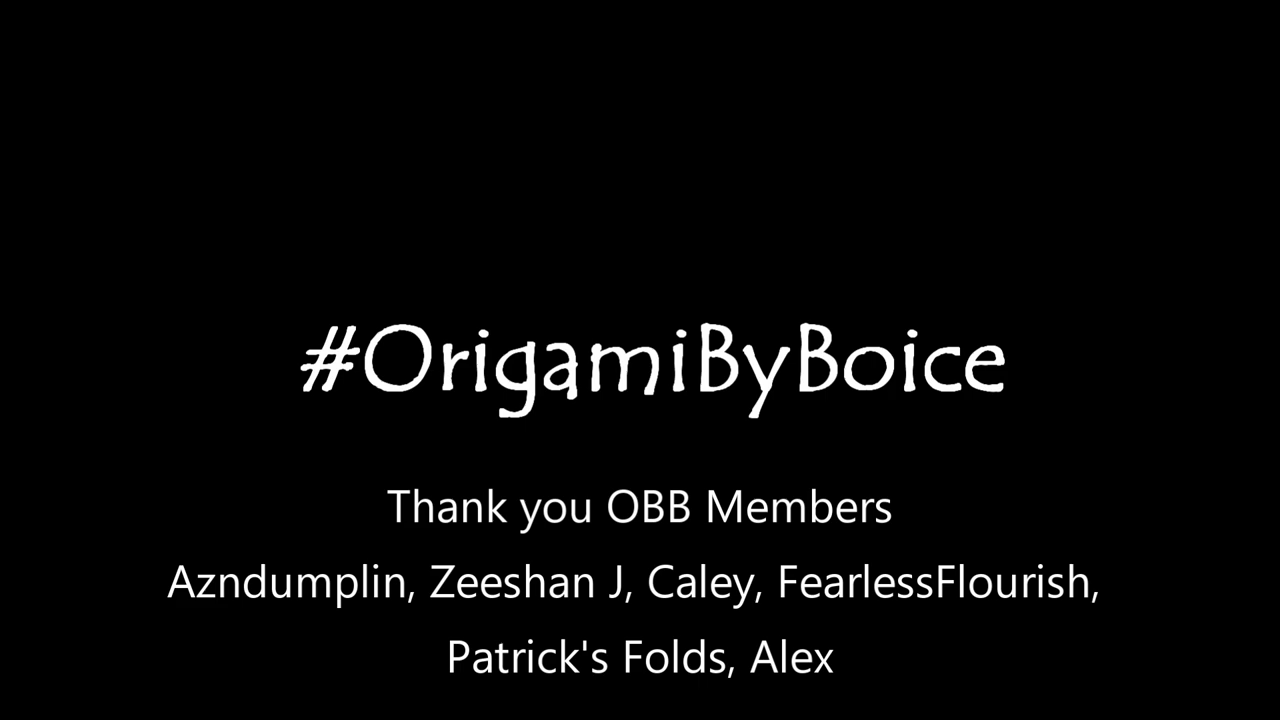 #OrigamiByBoice
Thank you OBB Members
Azndumplin, Zeeshan J, Caley, FearlessFlourish,
Patrick's Folds, Alex